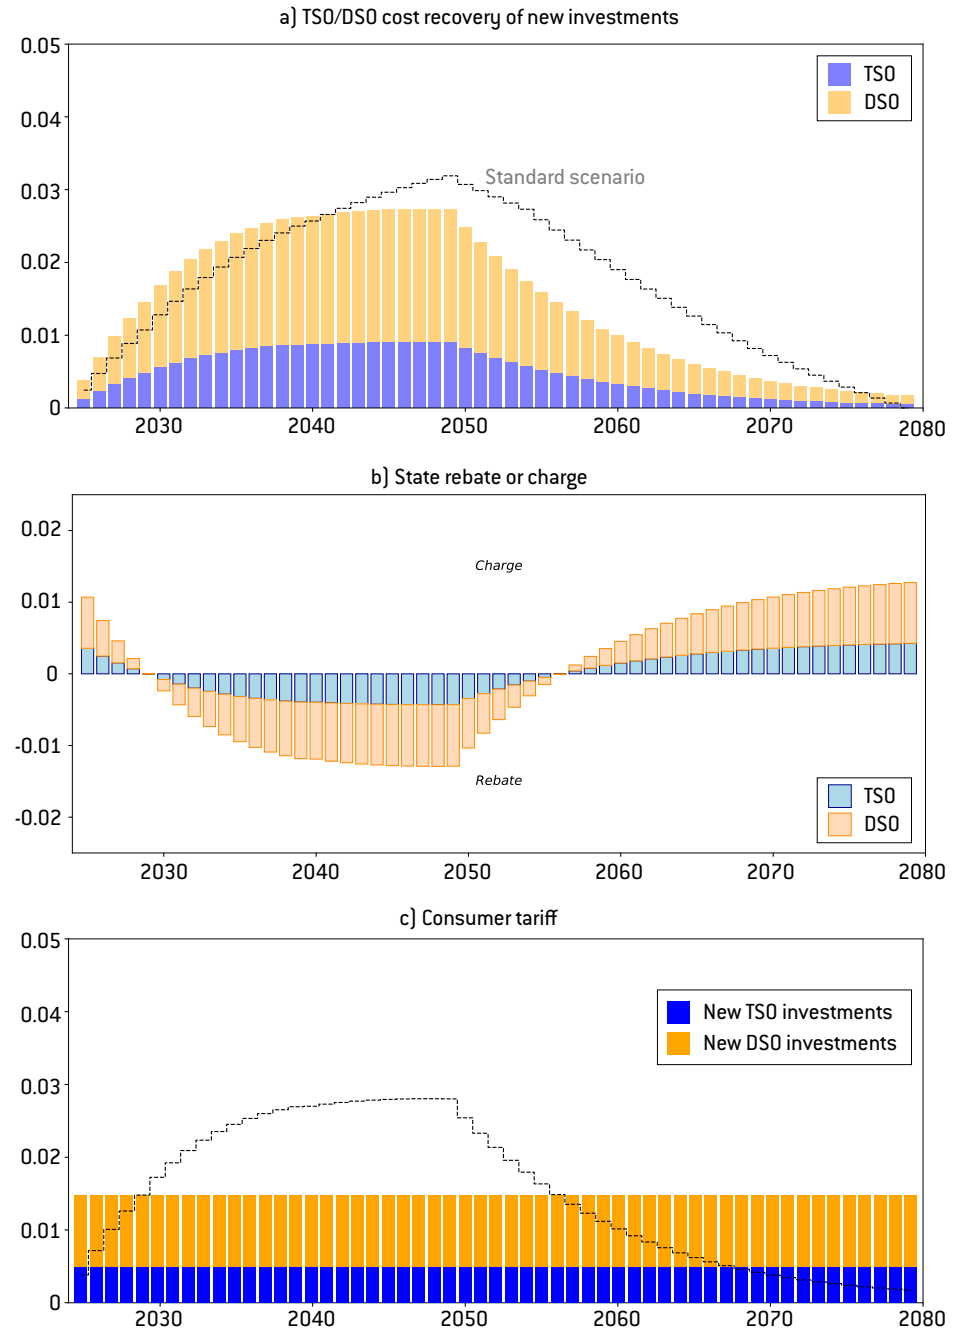 a) TSO/DSO cost recovery of new investments
0.05
TSO
DSO
0.04
Standard scenario
0.03
0.02
0.01
0
2030 2040 2050 2060 2070 2080
b) State rebate or charge
0.02
Charge
0.01
0
-0.01
Rebate
TSO
-0.02
DSO
2030 2040 2050 2060 2070 2080
c) Consumer tariff
0.05
0.04
New TSO investments
New DSO investments
0.03
0.02
0.01
0
2030 2040 2050 2060 2070 2080